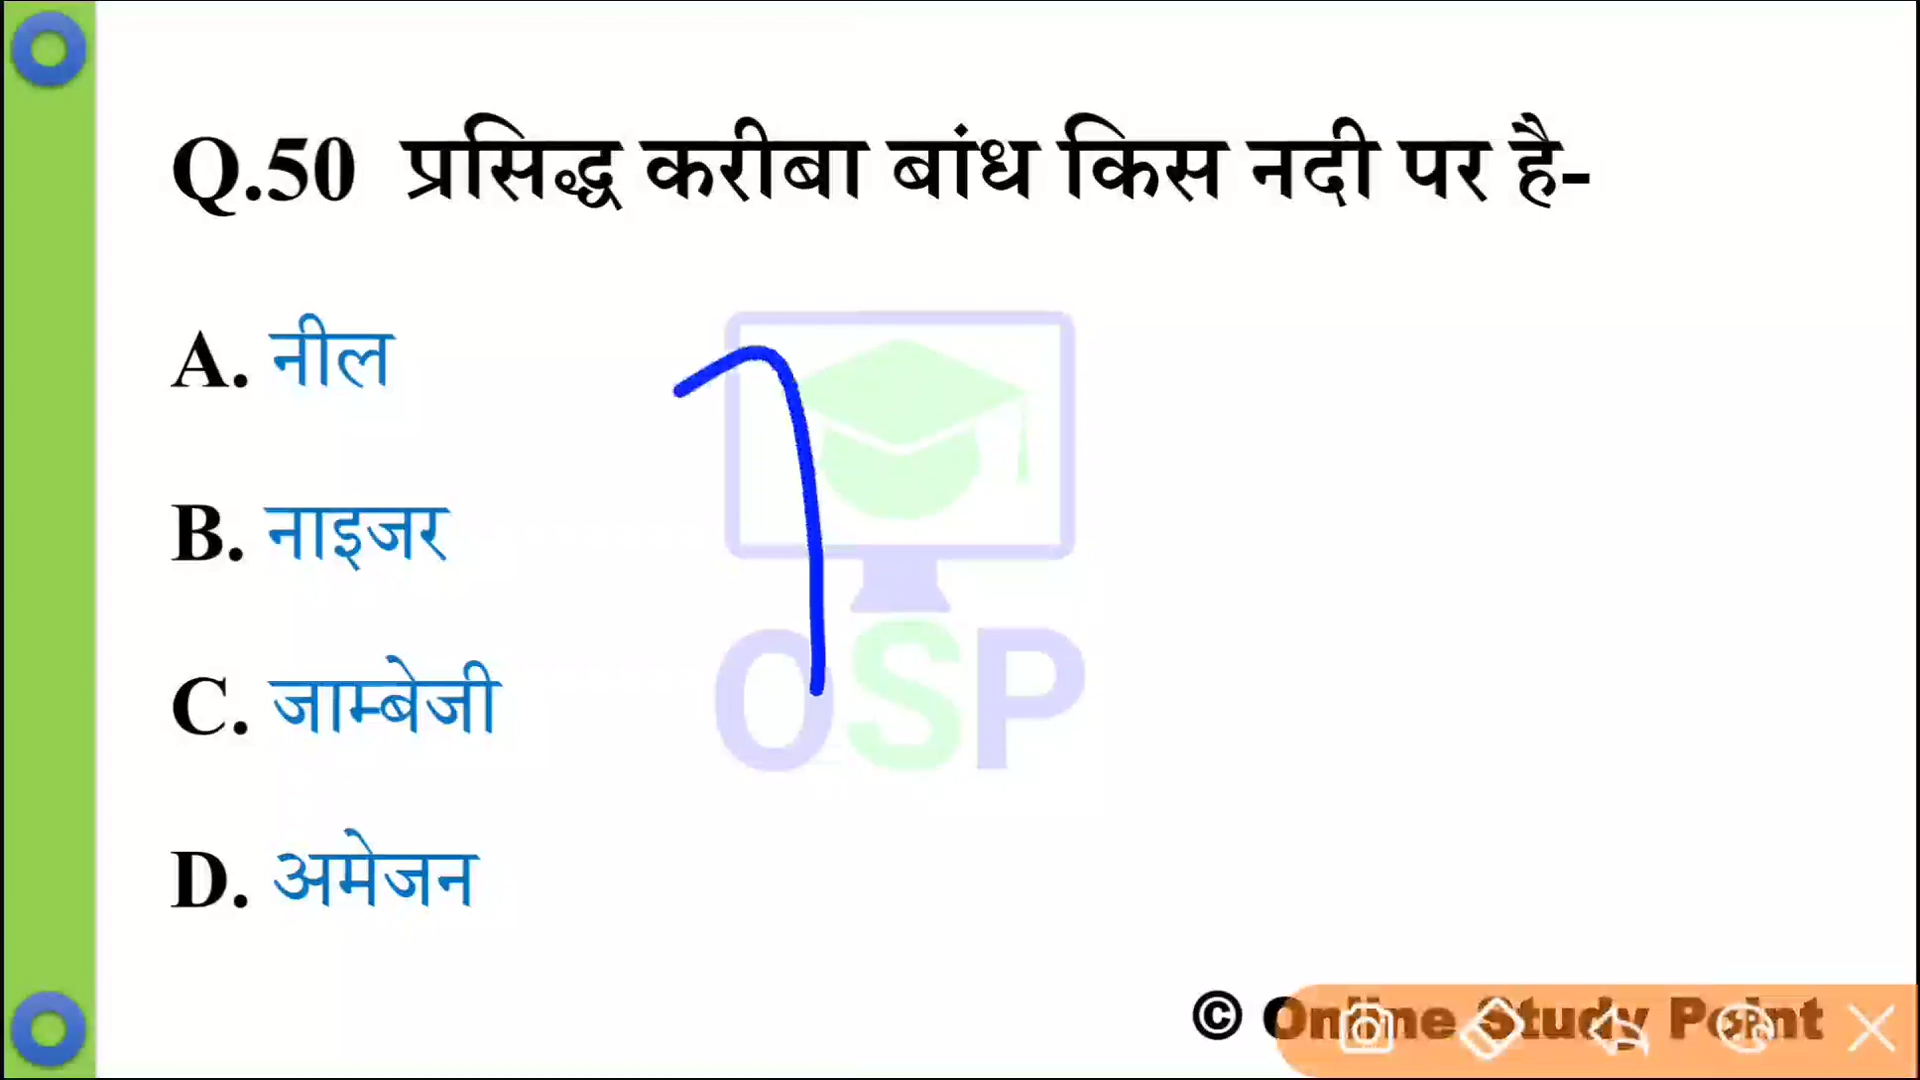 Q.50 प्रसिद्ध करीबा बांध किस नदी पर है-
A. नील
B. नाइजर
C. जाम्बेजी
D. अमेजन
OSP
© Online Study Point